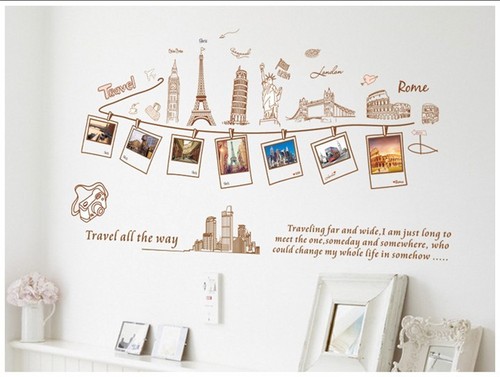 Travel
London
Rome
Travel all the way
Traveling far and wide,I am just long to
meet the one,someday and somewhere, who
could change my whole life in somehow .....